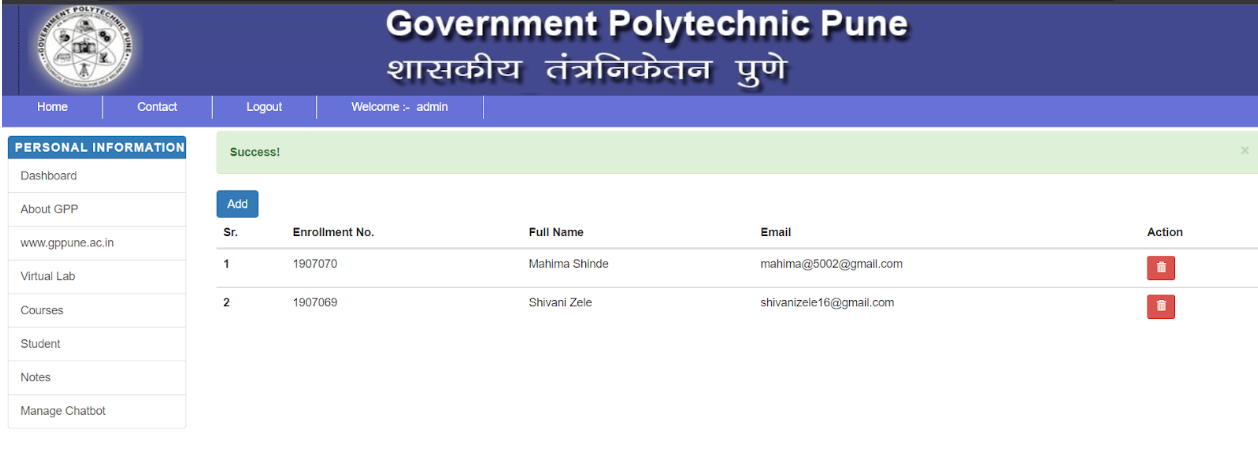 GOVERNMENT POLYTECHNIC PUNE
Government Polytechnic Pune
शासकीय तंत्रनिकेतन पुणे
Home Contact Logout Welcome :- admin
PERSONAL INFORMATION
Dashboard
About GPP
www.gppune.ac.in
Virtual Lab
Courses
Student
Notes
Manage Chatbot
Success! ×
Add
Sr. Enrollment No. Full Name Email Action
1 1907070 Mahima Shinde mahima@5002@gmail.com
2 1907069 Shivani Zele shivanizele16@gmail.com